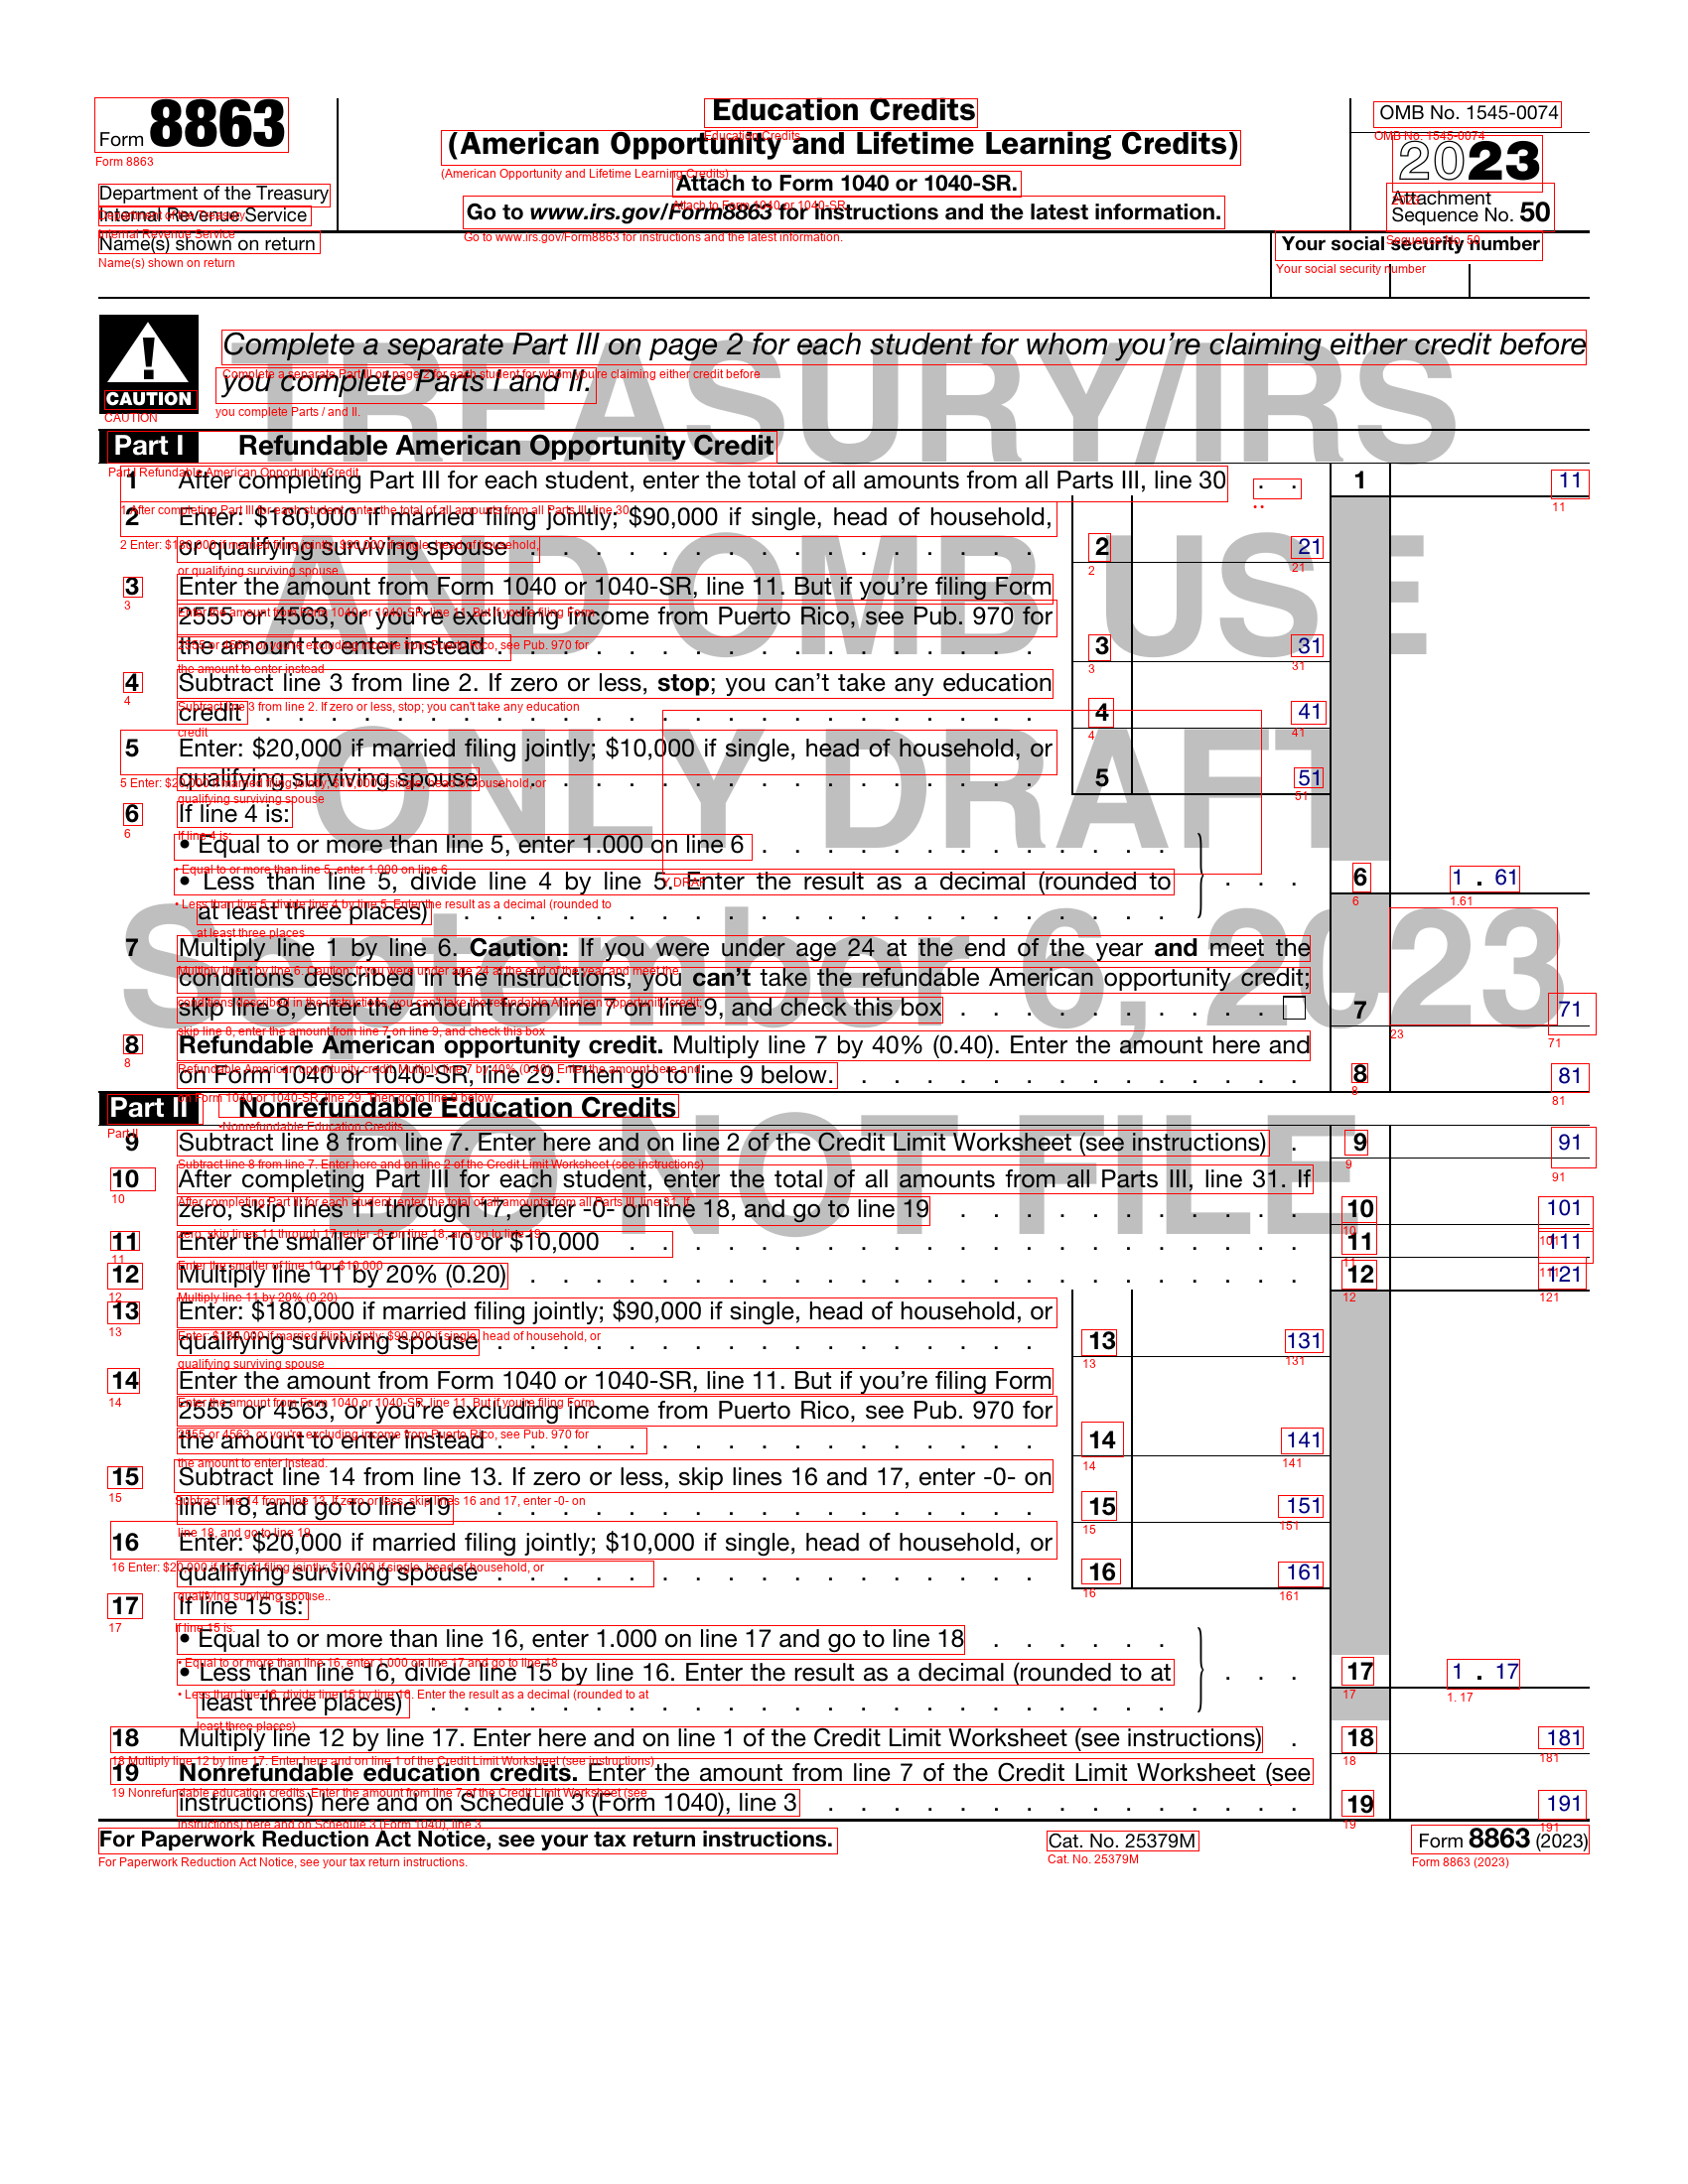 Form 8863
Department of the Treasury
Internal Revenue Service
Education Credits
(American Opportunity and Lifetime Learning Credits)
Attach to Form 1040 or 1040-SR.
Go to www.irs.gov/Form8863 for instructions and the latest information.
OMB No. 1545-0074
2023
Attachment
Sequence No. 50
Name(s) shown on return
Your social security number
CAUTION
Complete a separate Part III on page 2 for each student for whom you're claiming either credit before
you complete Parts I and II.
TREASURY/IRS
AND OMB USE
ONLY DRAFT
September 6, 2023
DO NOT FILE
Part I Refundable American Opportunity Credit
1 After completing Part III for each student, enter the total of all amounts from all Parts III, line 30 . . 1 11
2 Enter: $180,000 if married filing jointly; $90,000 if single, head of household,
or qualifying surviving spouse 2 21
3 Enter the amount from Form 1040 or 1040-SR, line 11. But if you're filing Form
2555 or 4563, or you're excluding income from Puerto Rico, see Pub. 970 for
the amount to enter instead 3 31
4 Subtract line 3 from line 2. If zero or less, stop; you can't take any education
credit 4 41
5 Enter: $20,000 if married filing jointly; $10,000 if single, head of household, or
qualifying surviving spouse 5 51
6 If line 4 is:
• Equal to or more than line 5, enter 1.000 on line 6
• Less than line 5, divide line 4 by line 5. Enter the result as a decimal (rounded to
at least three places) 6 1 . 61
7 Multiply line 1 by line 6. Caution: If you were under age 24 at the end of the year and meet the
conditions described in the instructions, you can't take the refundable American opportunity credit;
skip line 8, enter the amount from line 7 on line 9, and check this box 7 71
8 Refundable American opportunity credit. Multiply line 7 by 40% (0.40). Enter the amount here and
on Form 1040 or 1040-SR, line 29. Then go to line 9 below. 8 81
Part II Nonrefundable Education Credits
9 Subtract line 8 from line 7. Enter here and on line 2 of the Credit Limit Worksheet (see instructions) 9 91
10 After completing Part III for each student, enter the total of all amounts from all Parts III, line 31. If
zero, skip lines 11 through 17, enter -0- on line 18, and go to line 19 10 101
11 Enter the smaller of line 10 or $10,000 11 111
12 Multiply line 11 by 20% (0.20) 12 121
13 Enter: $180,000 if married filing jointly; $90,000 if single, head of household, or
qualifying surviving spouse 13 131
14 Enter the amount from Form 1040 or 1040-SR, line 11. But if you're filing Form
2555 or 4563, or you're excluding income from Puerto Rico, see Pub. 970 for
the amount to enter instead 14 141
15 Subtract line 14 from line 13. If zero or less, skip lines 16 and 17, enter -0- on
line 18, and go to line 19 15 151
16 Enter: $20,000 if married filing jointly; $10,000 if single, head of household, or
qualifying surviving spouse 16 161
17 If line 15 is:
• Equal to or more than line 16, enter 1.000 on line 17 and go to line 18
• Less than line 16, divide line 15 by line 16. Enter the result as a decimal (rounded to at
least three places) 17 1 . 17
18 Multiply line 12 by line 17. Enter here and on line 1 of the Credit Limit Worksheet (see instructions) 18 181
19 Nonrefundable education credits. Enter the amount from line 7 of the Credit Limit Worksheet (see
instructions) here and on Schedule 3 (Form 1040), line 3 19 191
For Paperwork Reduction Act Notice, see your tax return instructions.
Cat. No. 25379M
Form 8863 (2023)